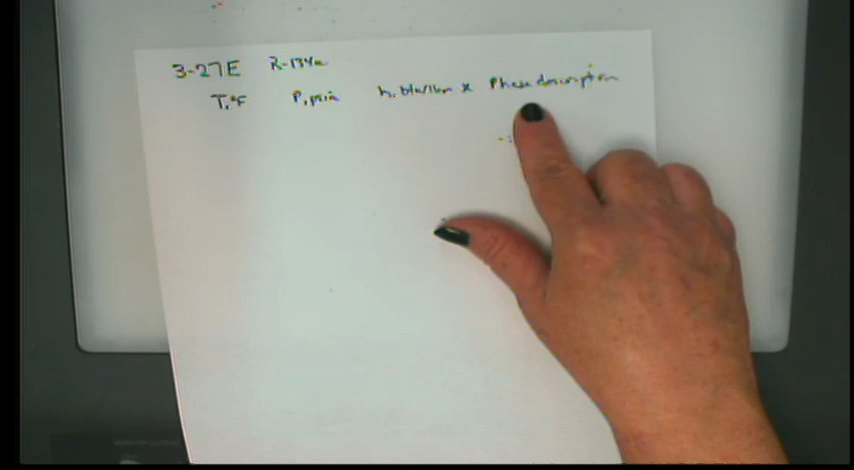 3-27E R-134a
T, °F P, psia h, btu/lbm x Phase description